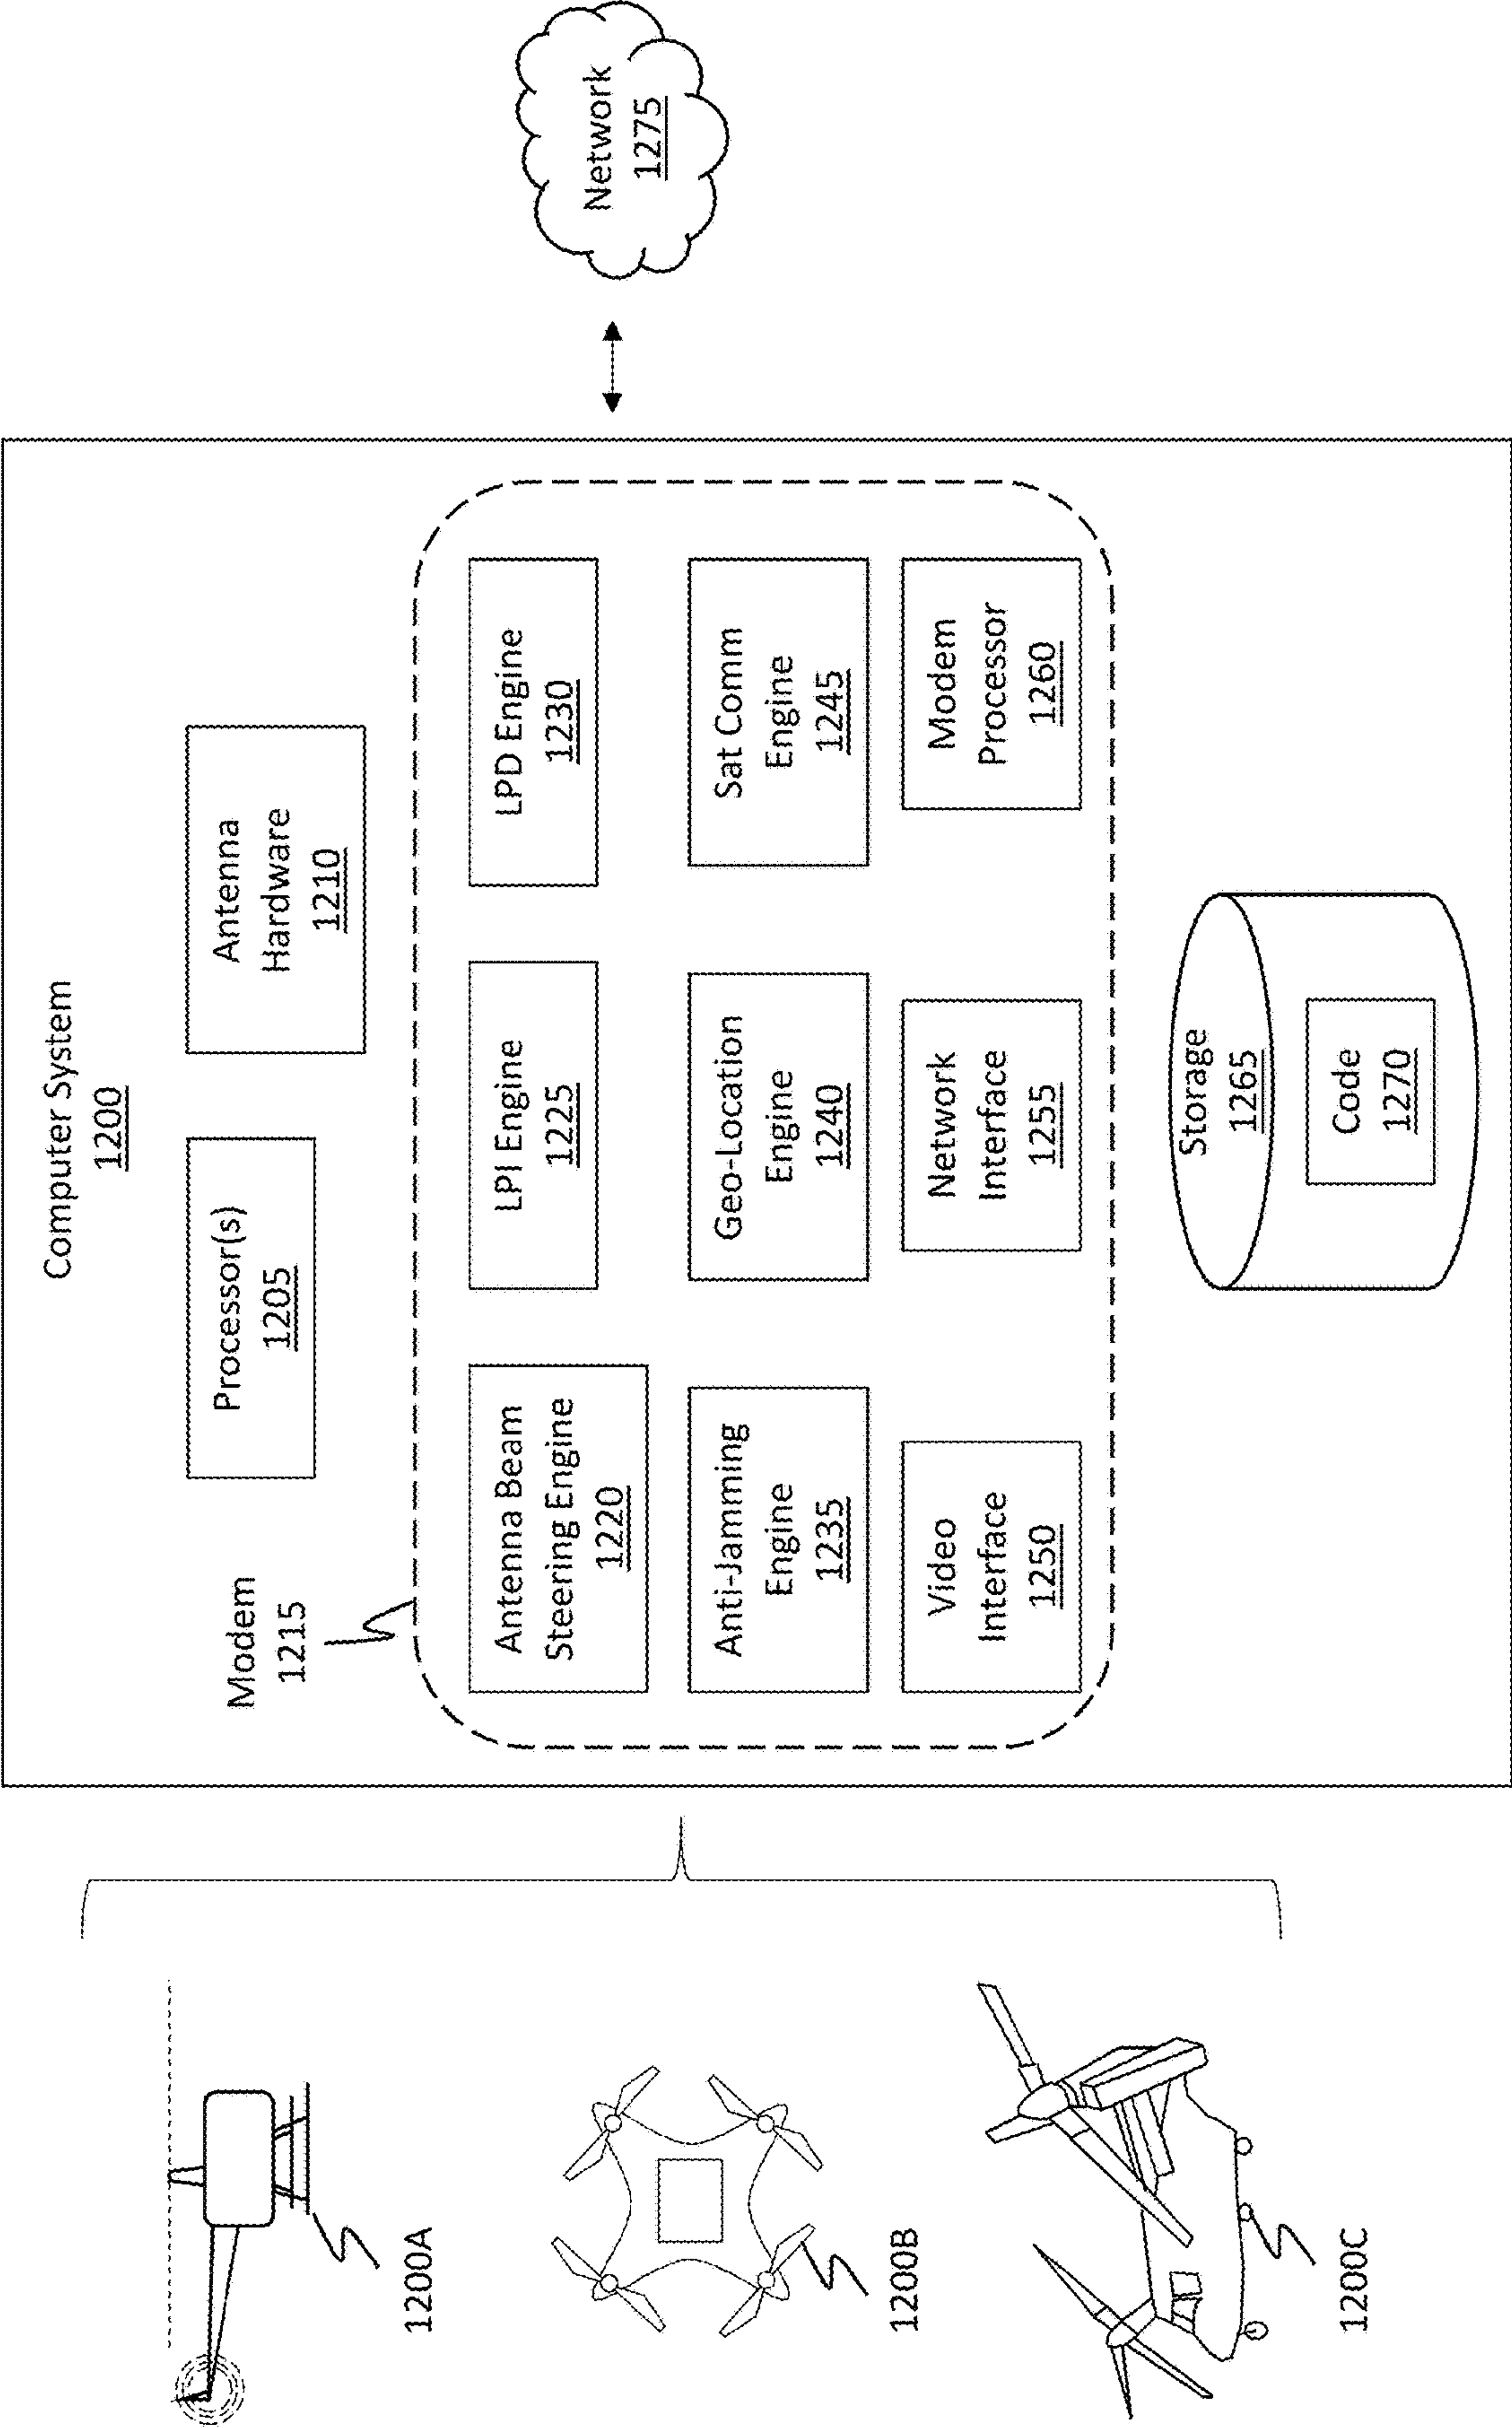 Computer System
1200
Processor(s)
1205
Antenna
Hardware
1210
Modem
1215
Antenna Beam
Steering Engine
1220
LPI Engine
1225
LPD Engine
1230
Anti-Jamming
Engine
1235
Geo-Location
Engine
1240
Sat Comm
Engine
1245
Video
Interface
1250
Network
Interface
1255
Modem
Processor
1260
Storage
1265
Code
1270
Network
1275
1200A
1200B
1200C